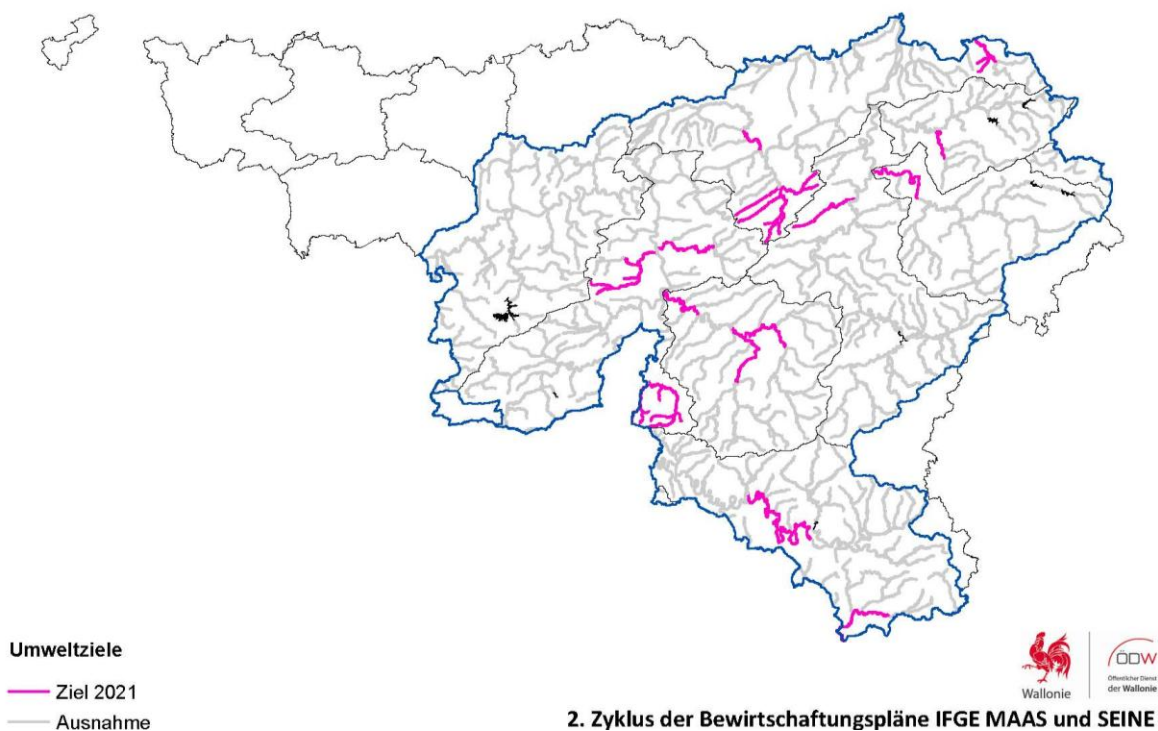 Umweltziele
Ziel 2021
Ausnahme
Wallonie
ÖDW
Öffentlicher Dienst
der Wallonie
2. Zyklus der Bewirtschaftungspläne IFGE MAAS und SEINE